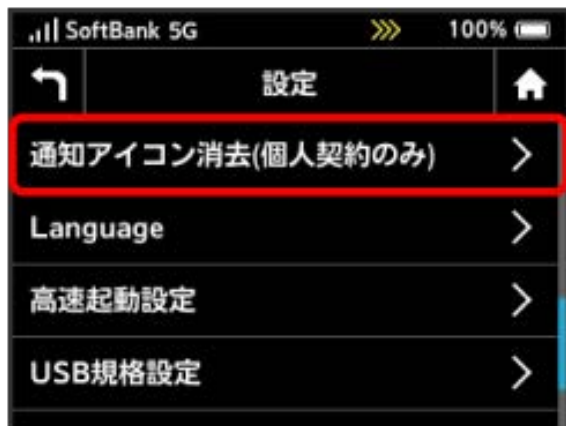 SoftBank 5G 100%
設定
通知アイコン消去(個人契約のみ)
Language
高速起動設定
USB規格設定